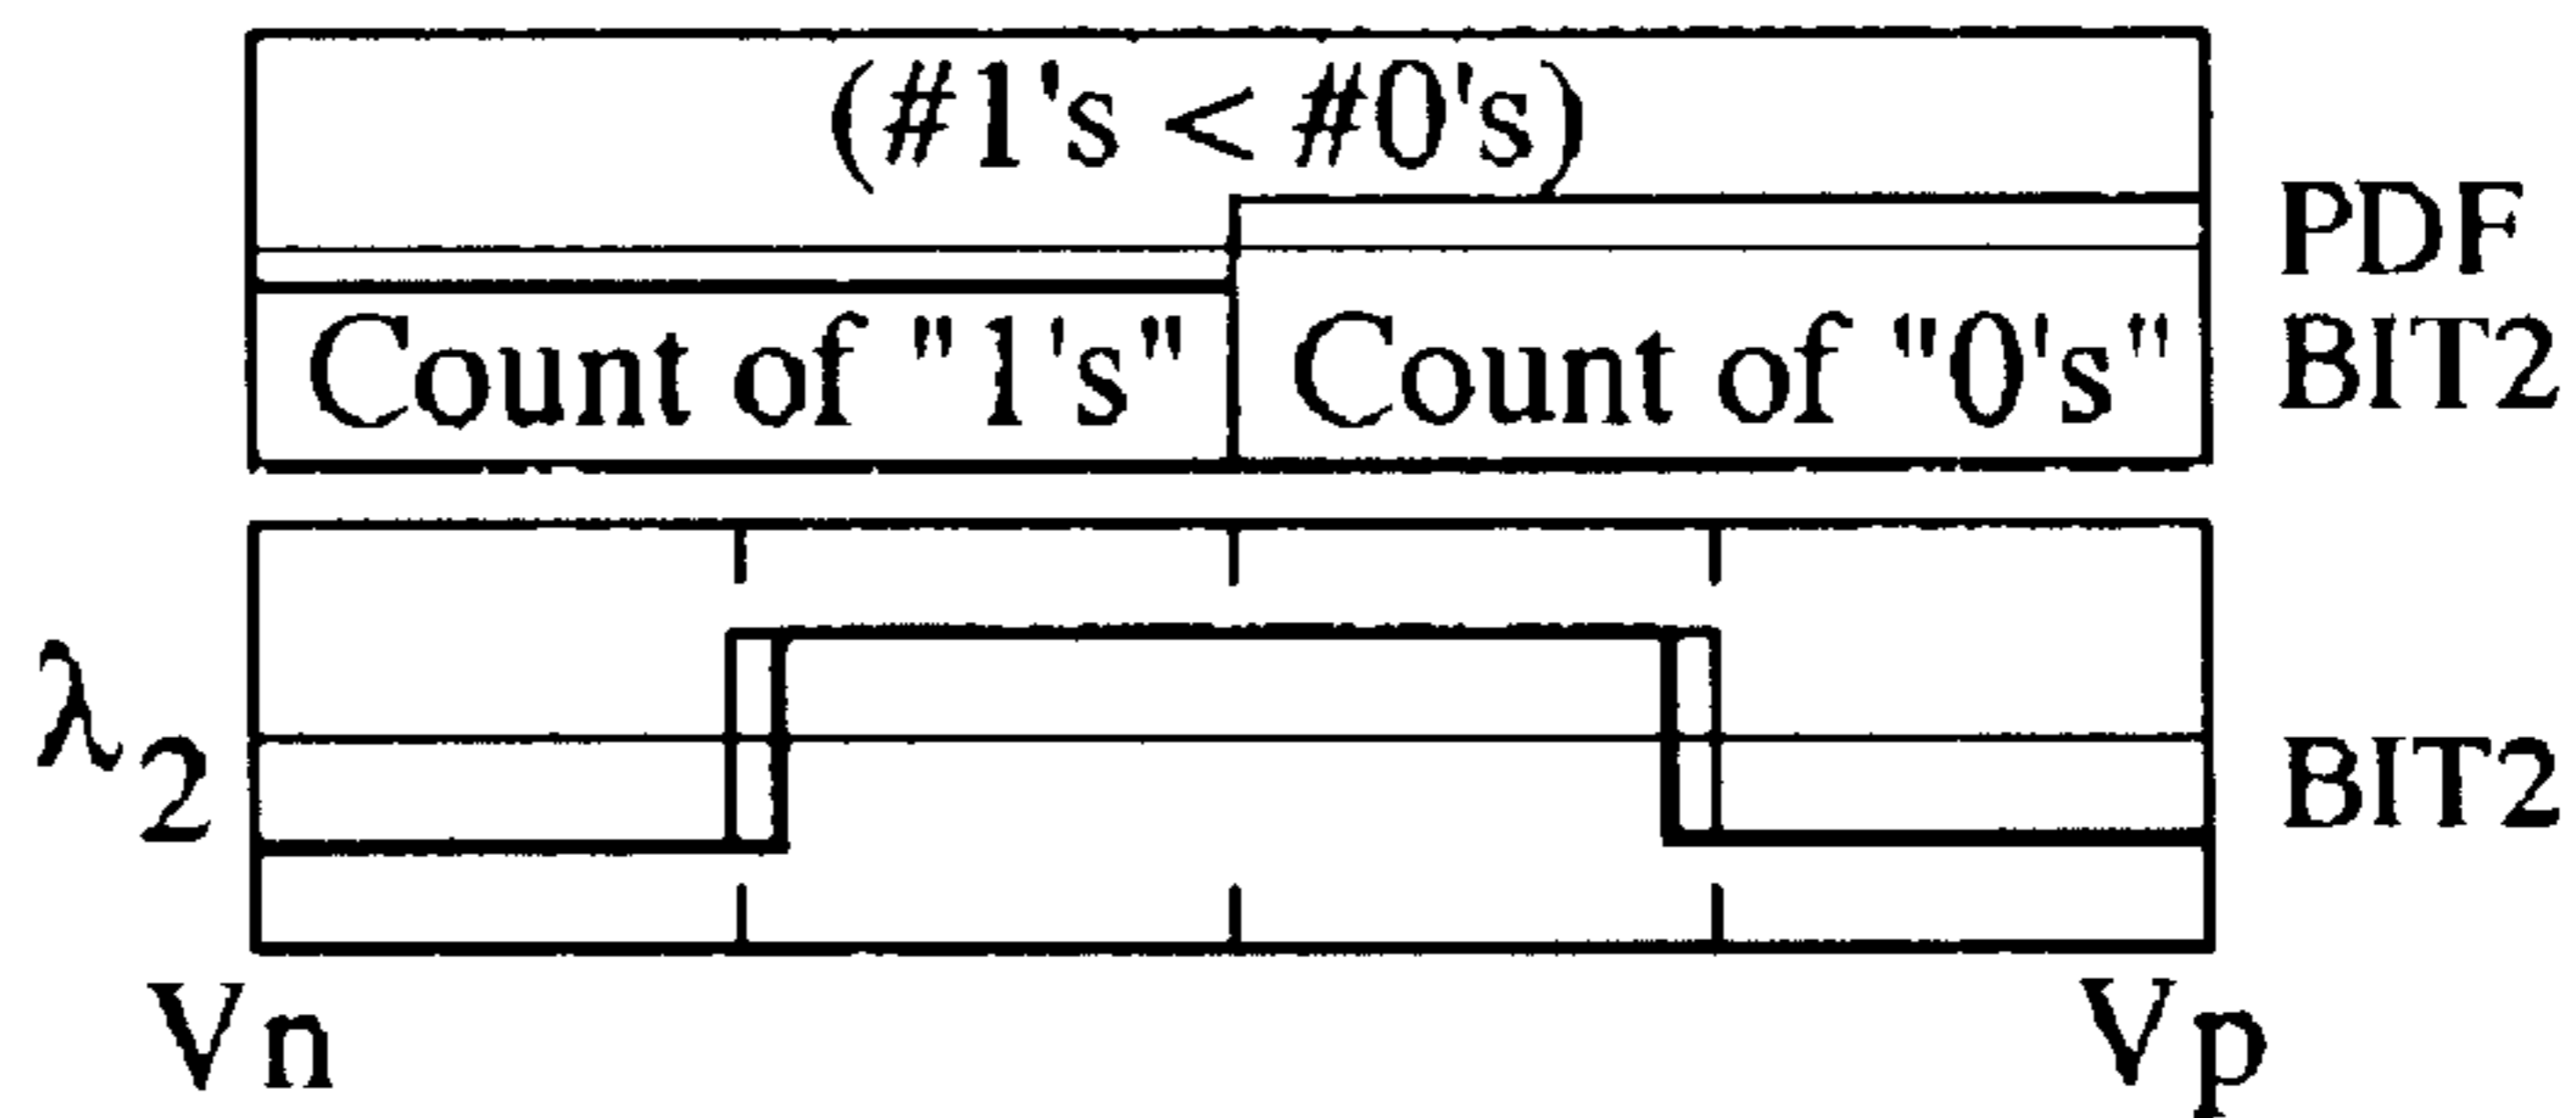 (#1's < #0's)
PDF
Count of "1's" Count of "0's" BIT2
λ2 BIT2
Vn Vp